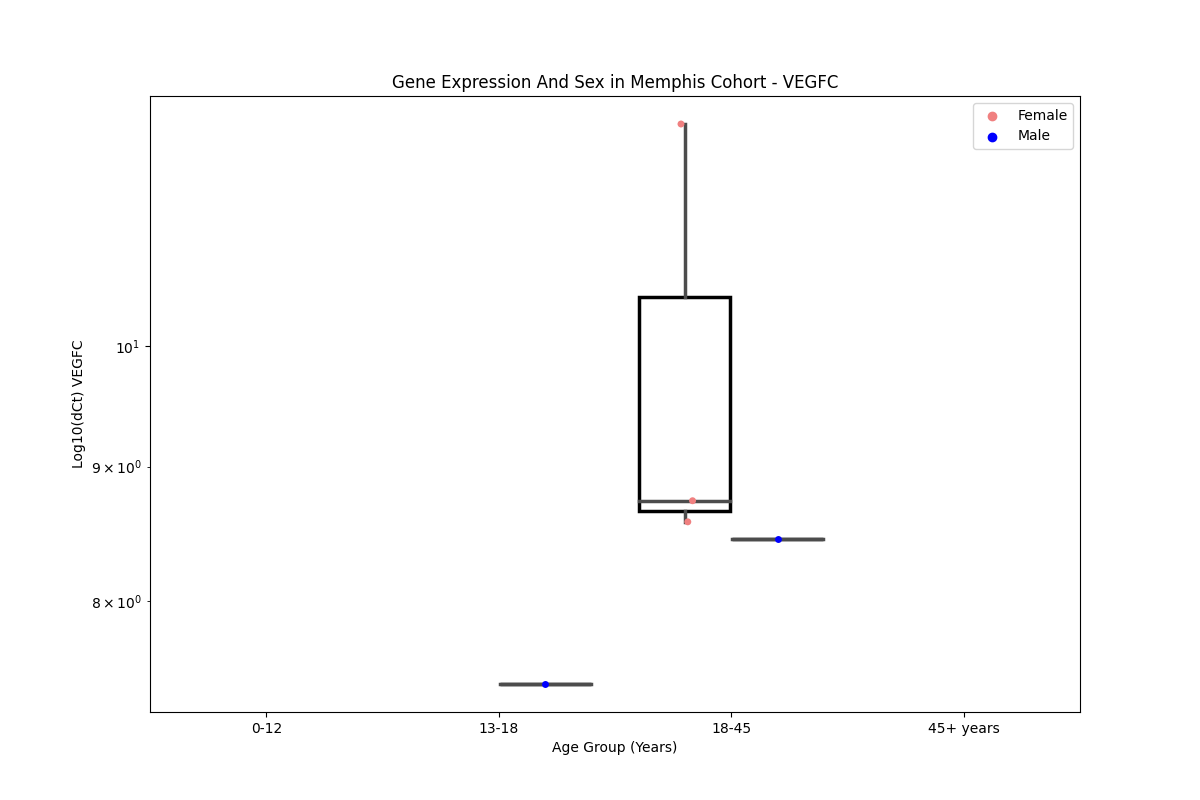 Gene Expression And Sex in Memphis Cohort - VEGFC
Female
Male
Log10(dCt) VEGFC
10¹
9 × 10⁰
8 × 10⁰
0-12
13-18
18-45
45+ years
Age Group (Years)